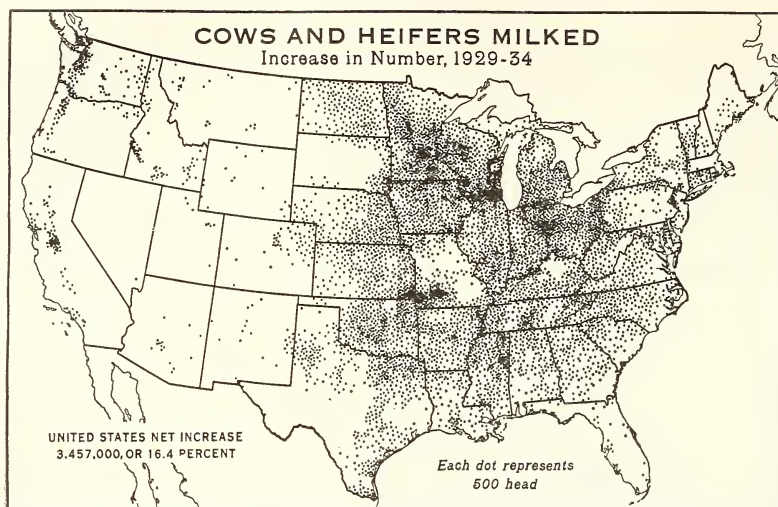 COWS AND HEIFERS MILKED
Increase in Number, 1929-34
UNITED STATES NET INCREASE
3,457,000, OR 16.4 PERCENT
Each dot represents
500 head